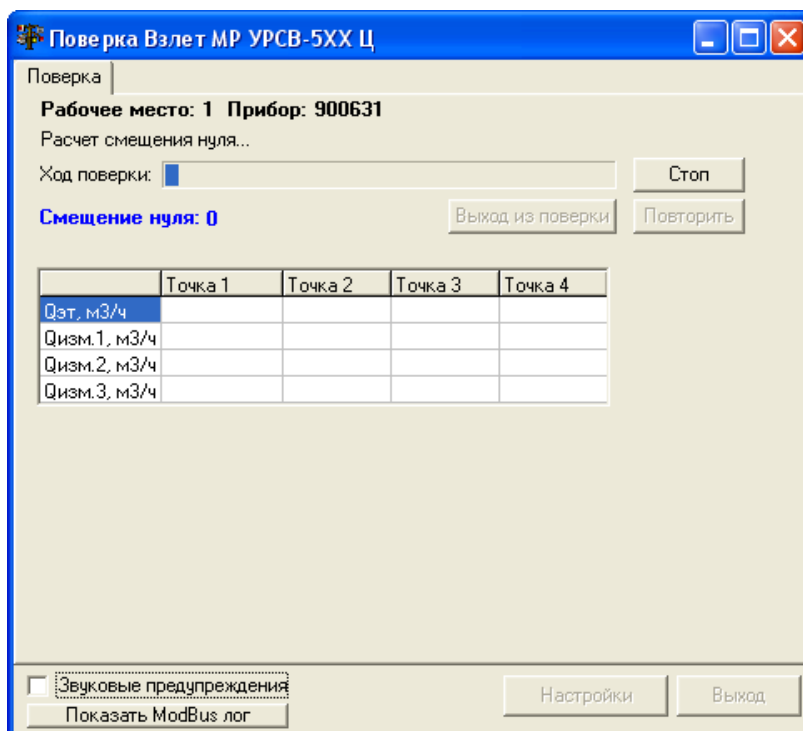 Поверка Взлет МР УРСВ-5ХХ Ц
Поверка
Рабочее место: 1 Прибор: 900631
Расчет смещения нуля...
Ход поверки: Стоп
Смещение нуля: 0 Выход из поверки Повторить
Точка 1 Точка 2 Точка 3 Точка 4
Qэт, м3/ч
Qизм.1, м3/ч
Qизм.2, м3/ч
Qизм.3, м3/ч
Звуковые предупреждения
Настройки Выход
Показать ModBus лог